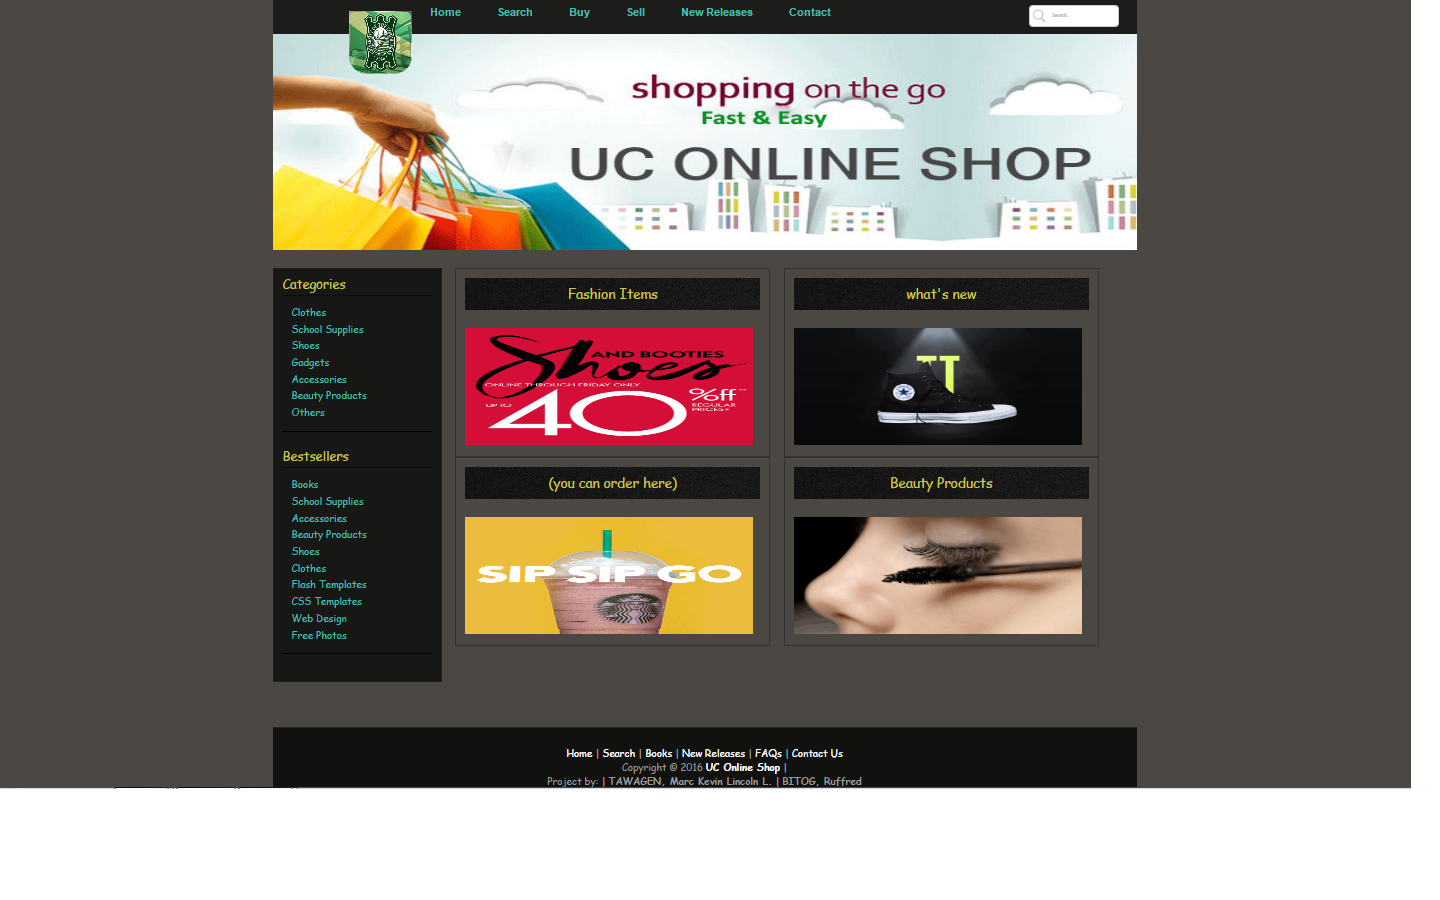 Home Search Buy Sell New Releases Contact
Search..
shopping on the go
Fast & Easy
UC ONLINE SHOP
Categories
Clothes
School Supplies
Shoes
Gadgets
Accessories
Beauty Products
Others
Bestsellers
Books
School Supplies
Accessories
Beauty Products
Shoes
Clothes
Flash Templates
CSS Templates
Web Design
Free Photos
Fashion Items
Shoes
AND BOOTIES
ONLINE THROUGH FRIDAY ONLY
UP TO 40 %off
REGULAR
PRICES*
what's new
II
(you can order here)
SIP SIP GO
Beauty Products
Home | Search | Books | New Releases | FAQs | Contact Us
Copyright © 2016 UC Online Shop |
Project by: | TAWAGEN, Marc Kevin Lincoln L. | BITOG, Ruffred